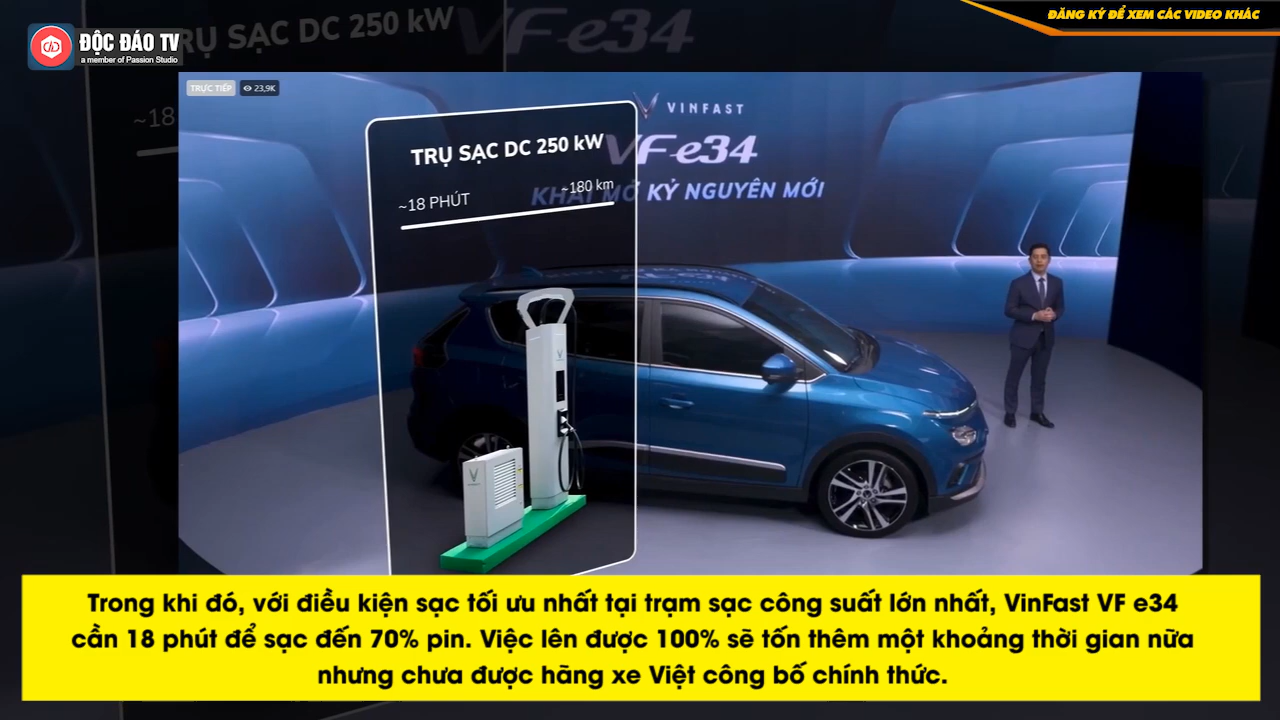 ĐĂNG KÝ ĐỂ XEM CÁC VIDEO KHÁC
ĐỘC ĐÁO TV
a member of Passion Studio
TRỤ SẠC DC 250 kW
VF e34
~18
TRỰC TIẾP 23,9K
VINFAST
VF e34
KHAI MỞ KỶ NGUYÊN MỚI
TRỤ SẠC DC 250 kW
~18 PHÚT
~180 km
Trong khi đó, với điều kiện sạc tối ưu nhất tại trạm sạc công suất lớn nhất, VinFast VF e34
cần 18 phút để sạc đến 70% pin. Việc lên được 100% sẽ tốn thêm một khoảng thời gian nữa
nhưng chưa được hãng xe Việt công bố chính thức.